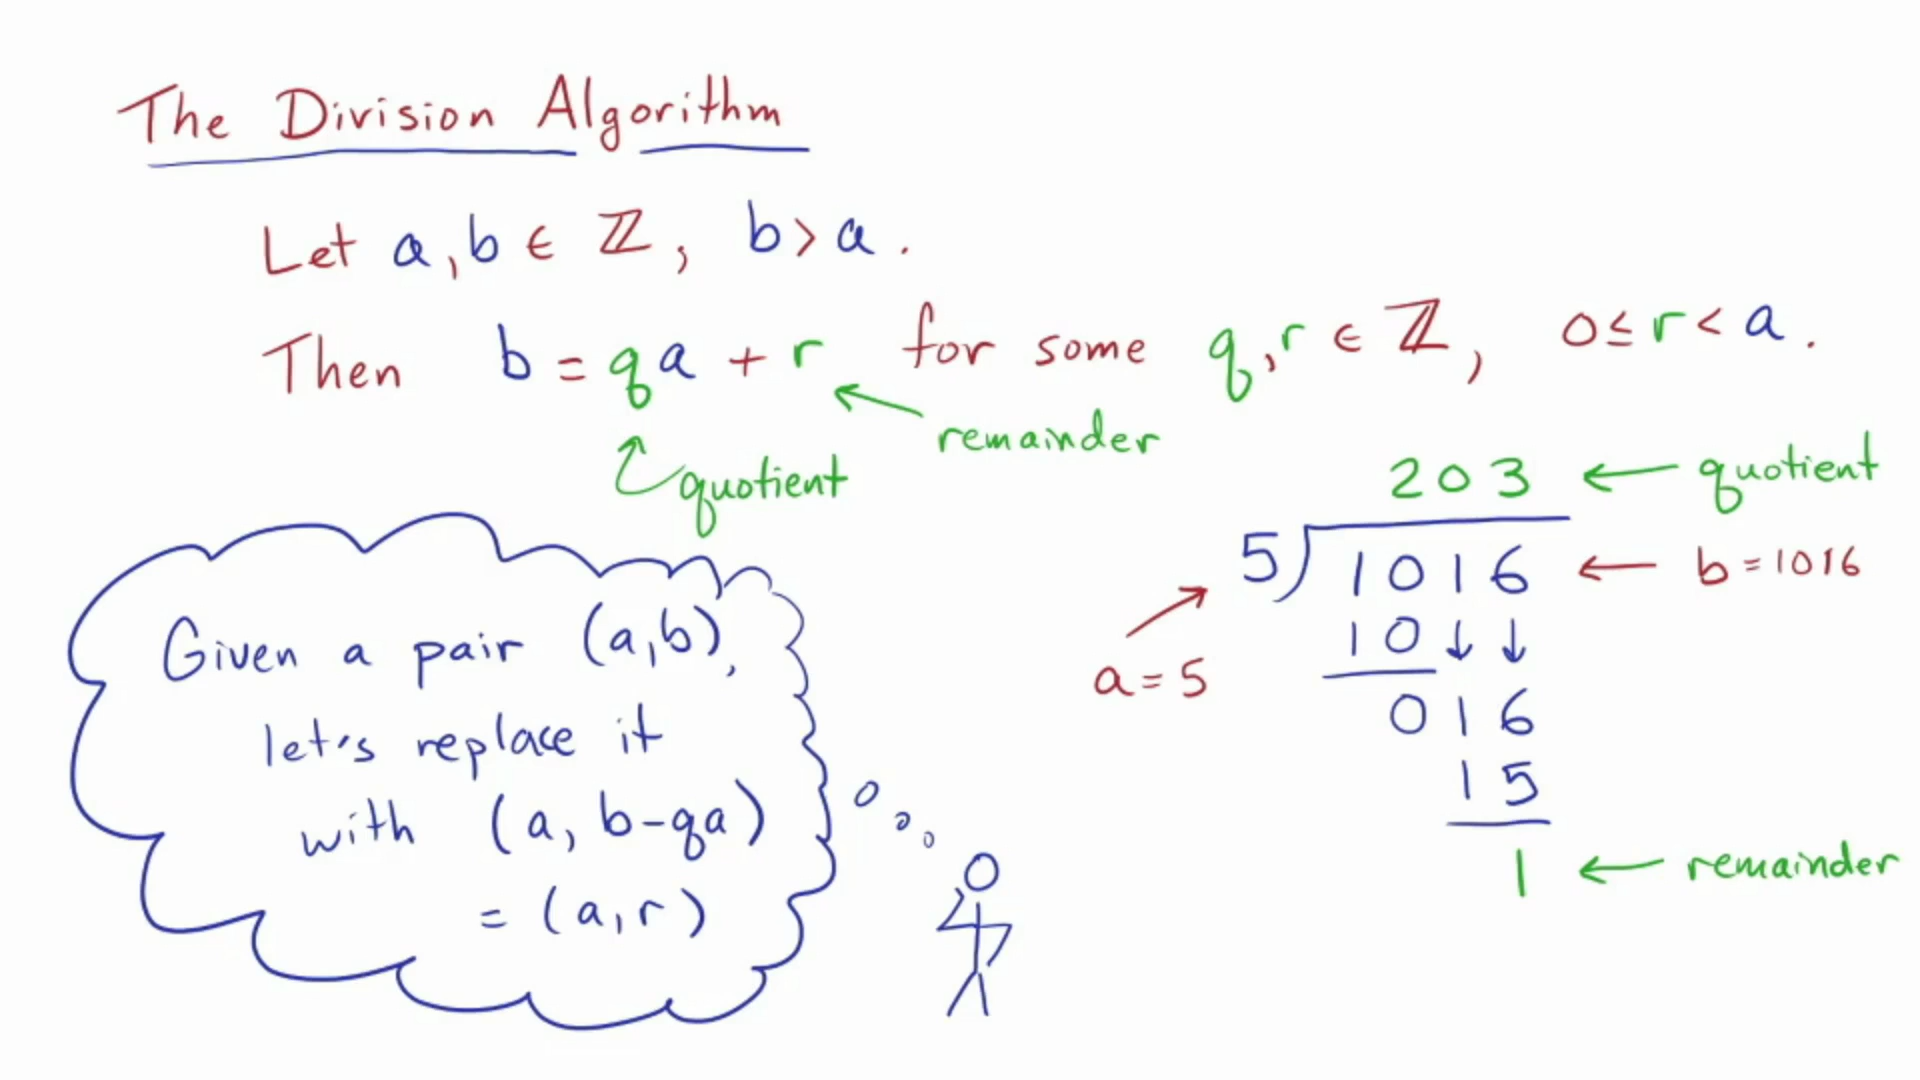 The Division Algorithm
Let a, b ∈ ℤ, b > a.
Then b = qa + r for some q, r ∈ ℤ, 0 ≤ r < a.
remainder
quotient
203 ← quotient
5)1016 ← b = 1016
10↓↓
a = 5
016
15
1 ← remainder
Given a pair (a, b),
let's replace it
with (a, b-qa)
= (a, r)